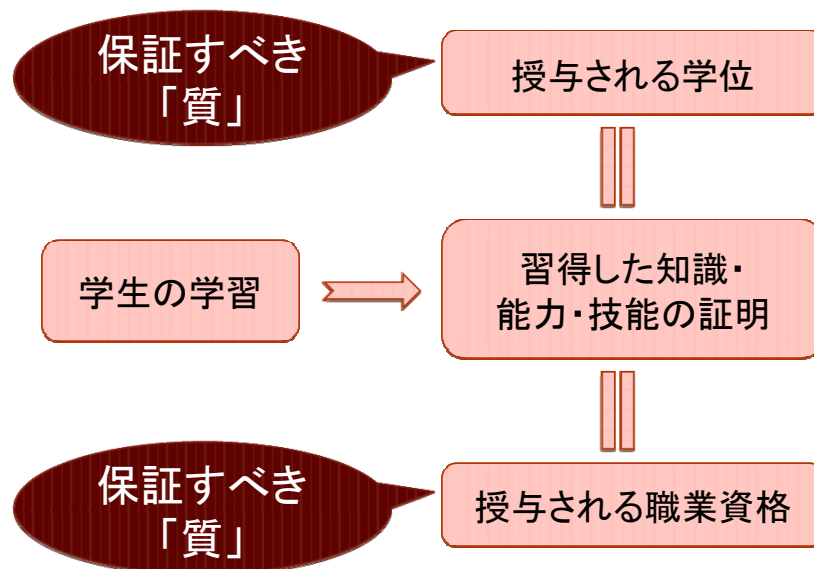 保証すべき
「質」
授与される学位
学生の学習
習得した知識・
能力・技能の証明
保証すべき
「質」
授与される職業資格